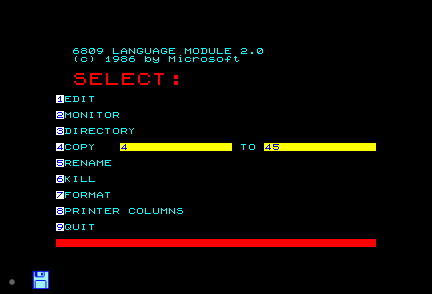 6809 LANGUAGE MODULE 2.0
(c) 1986 by Microsoft
SELECT:
1EDIT
2MONITOR
3DIRECTORY
4COPY 4 TO 45
5RENAME
6KILL
7FORMAT
8PRINTER COLUMNS
9QUIT